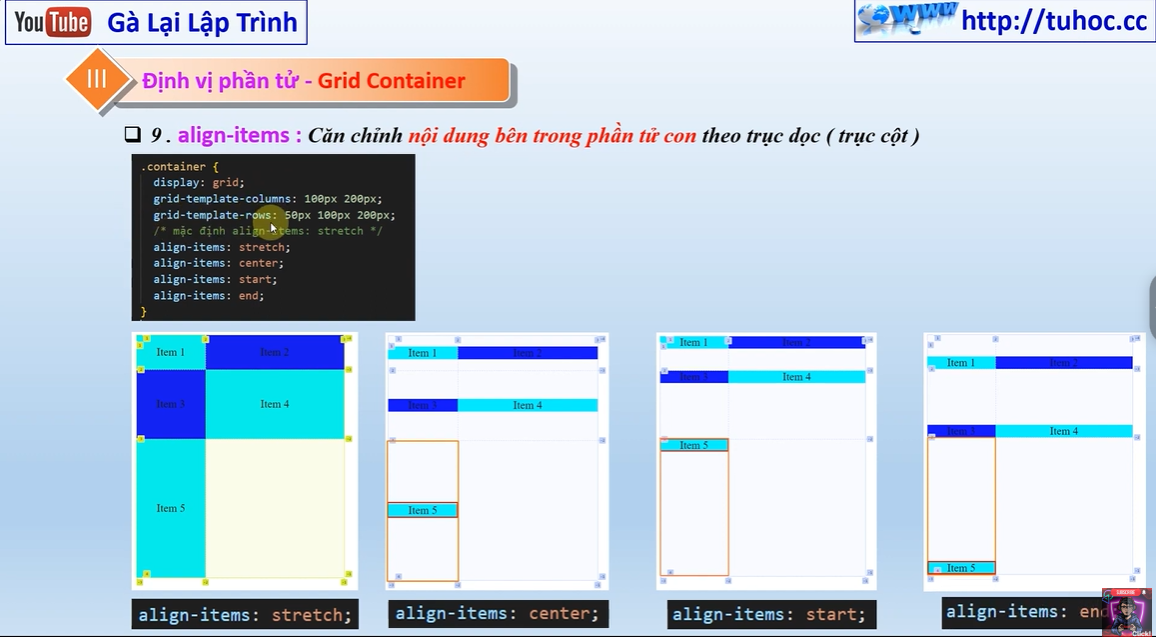 YouTube Gà Lại Lập Trình
WWW http://tuhoc.cc
III Định vị phần tử - Grid Container
9 . align-items : Căn chỉnh nội dung bên trong phần tử con theo trục dọc ( trục cột )
.container {
display: grid;
grid-template-columns: 100px 200px;
grid-template-rows: 50px 100px 200px;
/* mặc định align-items: stretch */
align-items: stretch;
align-items: center;
align-items: start;
align-items: end;
}
Item 1 Item 2
Item 3 Item 4
Item 5
align-items: stretch;
Item 1 Item 2
Item 3 Item 4
Item 5
align-items: center;
Item 1 Item 2
Item 3 Item 4
Item 5
align-items: start;
Item 1 Item 2
Item 3 Item 4
Item 5
align-items:
SUBSCRIBE